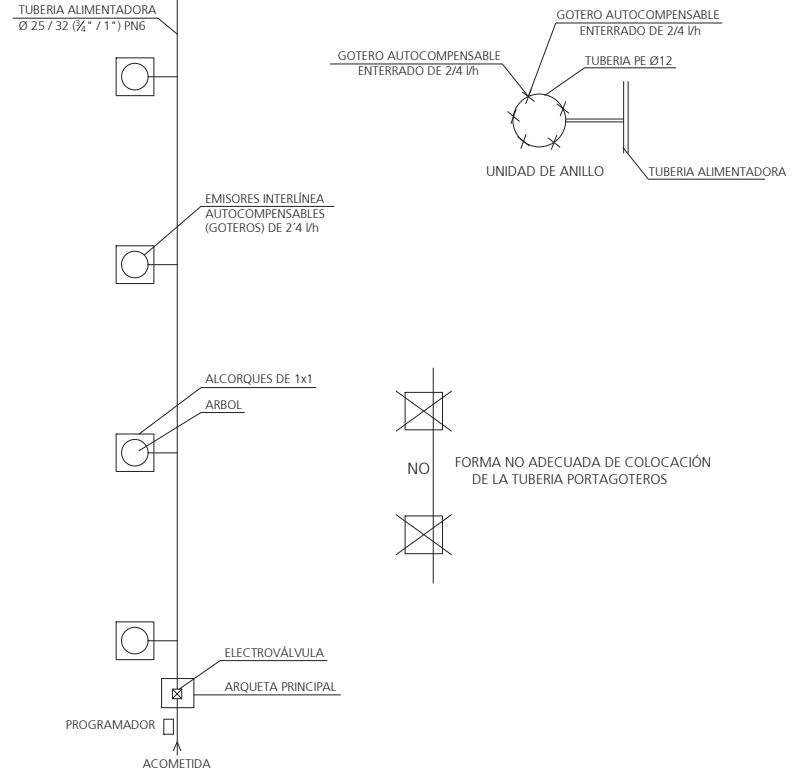 TUBERIA ALIMENTADORA
Ø 25 / 32 (¾" / 1") PN6
GOTERO AUTOCOMPENSABLE
ENTERRADO DE 2/4 l/h
GOTERO AUTOCOMPENSABLE
ENTERRADO DE 2/4 l/h
TUBERIA PE Ø12
UNIDAD DE ANILLO
TUBERIA ALIMENTADORA
EMISORES INTERLÍNEA
AUTOCOMPENSABLES
(GOTEROS) DE 2´4 l/h
ALCORQUES DE 1x1
ARBOL
NO
FORMA NO ADECUADA DE COLOCACIÓN
DE LA TUBERIA PORTAGOTEROS
ELECTROVÁLVULA
ARQUETA PRINCIPAL
PROGRAMADOR
ACOMETIDA